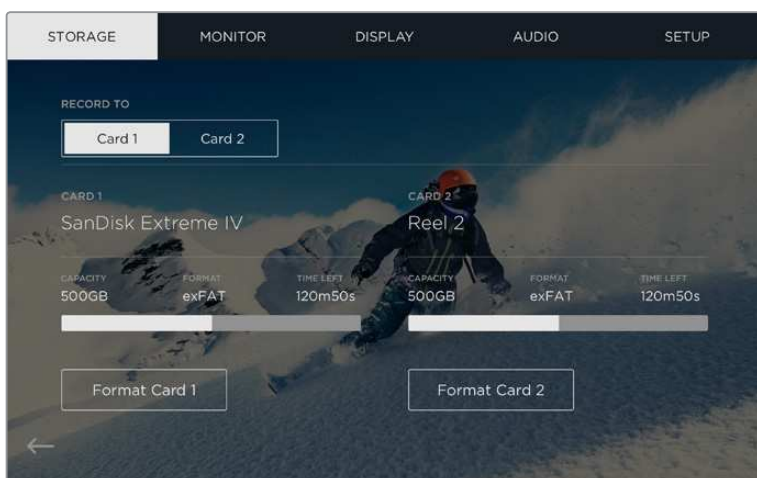 STORAGE MONITOR DISPLAY AUDIO SETUP
RECORD TO
Card 1 Card 2
CARD 1 CARD 2
SanDisk Extreme IV Reel 2
CAPACITY FORMAT TIME LEFT CAPACITY FORMAT TIME LEFT
500GB exFAT 120m50s 500GB exFAT 120m50s
Format Card 1 Format Card 2